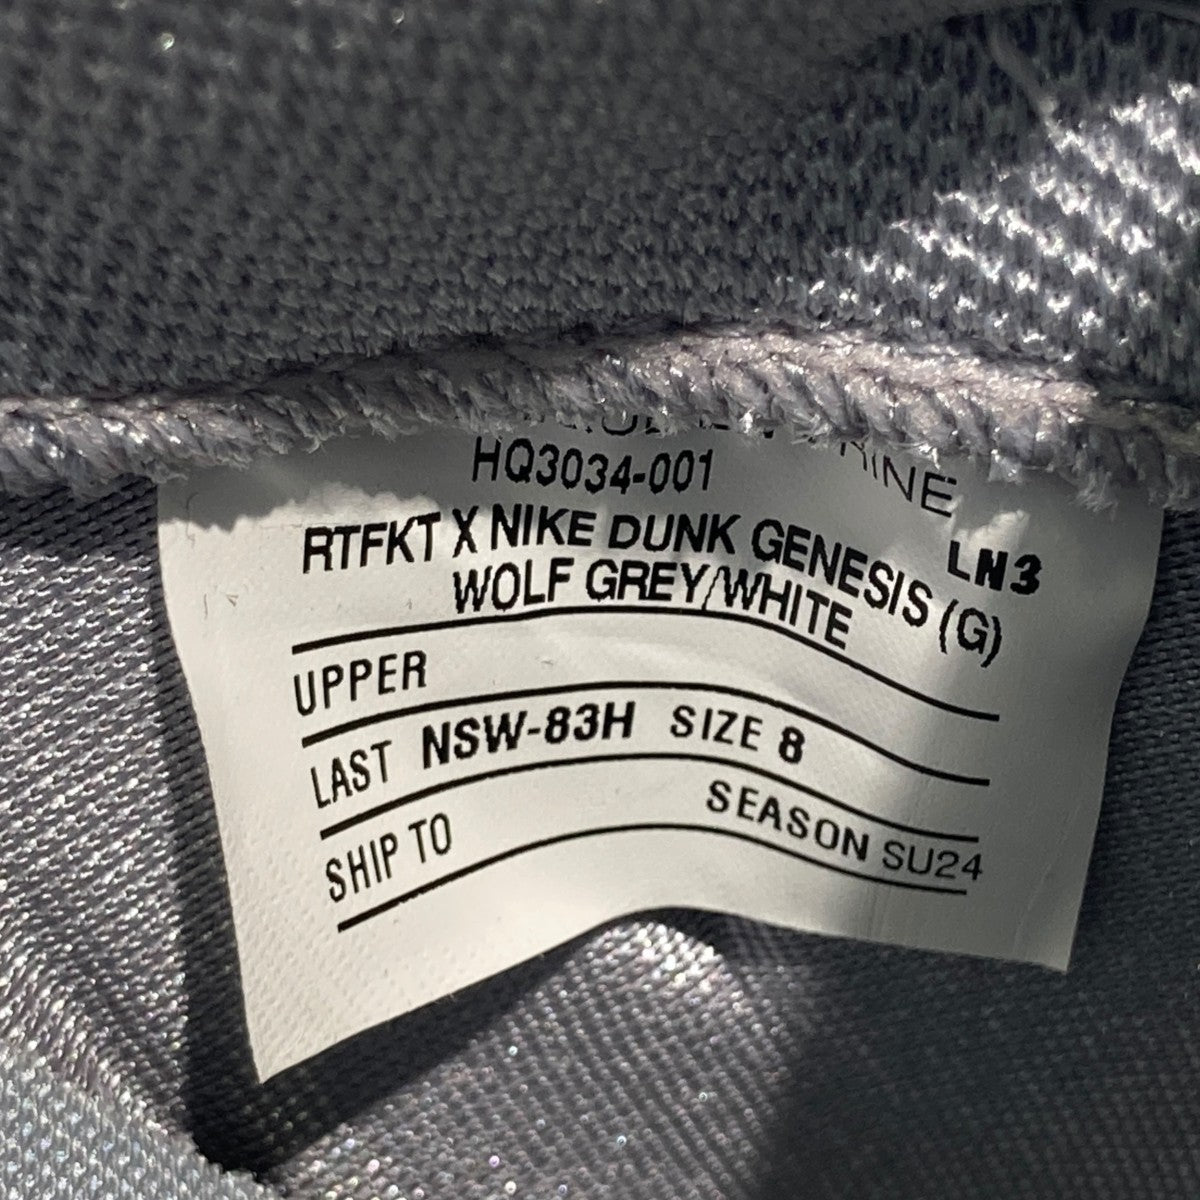 HQ3034-001
RTFKT X NIKE DUNK GENESIS (G) LN3
WOLF GREY/WHITE
UPPER
LAST NSW-83H SIZE 8
SEASON SU24
SHIP TO